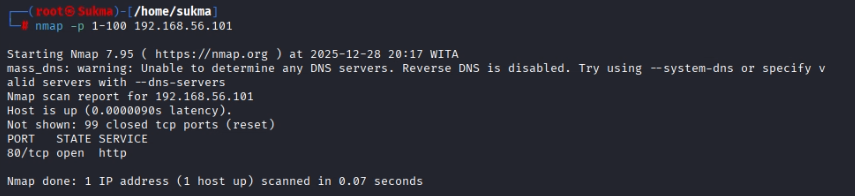 ┌──(root㉿Sukma)-[/home/sukma]
└─# nmap -p 1-100 192.168.56.101
Starting Nmap 7.95 ( https://nmap.org ) at 2025-12-28 20:17 WITA
mass_dns: warning: Unable to determine any DNS servers. Reverse DNS is disabled. Try using --system-dns or specify v
alid servers with --dns-servers
Nmap scan report for 192.168.56.101
Host is up (0.0000090s latency).
Not shown: 99 closed tcp ports (reset)
PORT   STATE SERVICE
80/tcp open  http
Nmap done: 1 IP address (1 host up) scanned in 0.07 seconds